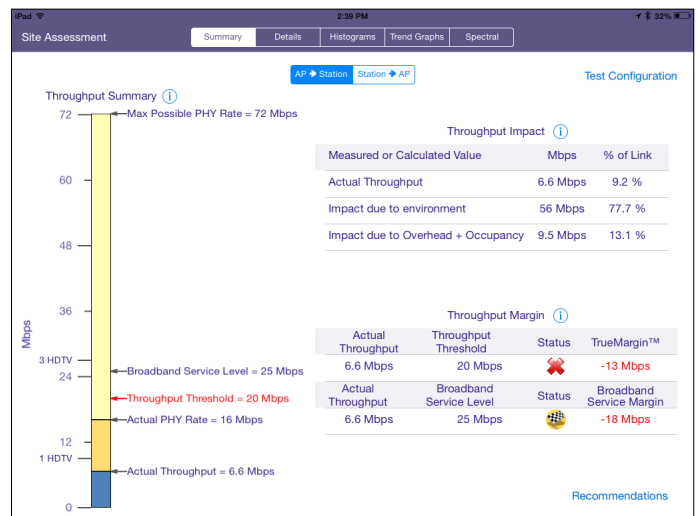 iPad 2:39 PM 32%
Site Assessment Summary Details Histograms Trend Graphs Spectral
AP → Station Station → AP
Test Configuration
Throughput Summary i
72
Max Possible PHY Rate = 72 Mbps
60
48
36
Mbps
3 HDTV
24
Broadband Service Level = 25 Mbps
Throughput Threshold = 20 Mbps
Actual PHY Rate = 16 Mbps
12
1 HDTV
Actual Throughput = 6.6 Mbps
0
Throughput Impact i
Measured or Calculated Value Mbps % of Link
Actual Throughput 6.6 Mbps 9.2 %
Impact due to environment 56 Mbps 77.7 %
Impact due to Overhead + Occupancy 9.5 Mbps 13.1 %
Throughput Margin i
Actual Throughput Throughput Threshold Status TrueMargin™
6.6 Mbps 20 Mbps -13 Mbps
Actual Throughput Broadband Service Level Status Broadband Service Margin
6.6 Mbps 25 Mbps -18 Mbps
Recommendations